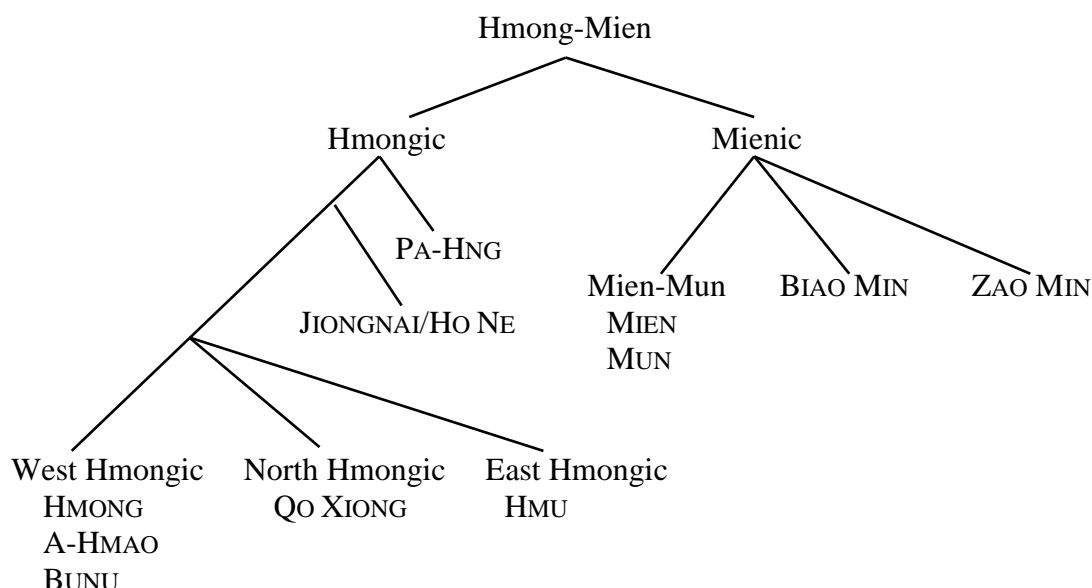 Hmong-Mien
Hmongic Mienic
PA-HNG
Mien-Mun BIAO MIN ZAO MIN
JIONGNAI/HO NE MIEN
MUN
West Hmongic North Hmongic East Hmongic
HMONG QO XIONG HMU
A-HMAO
BUNU